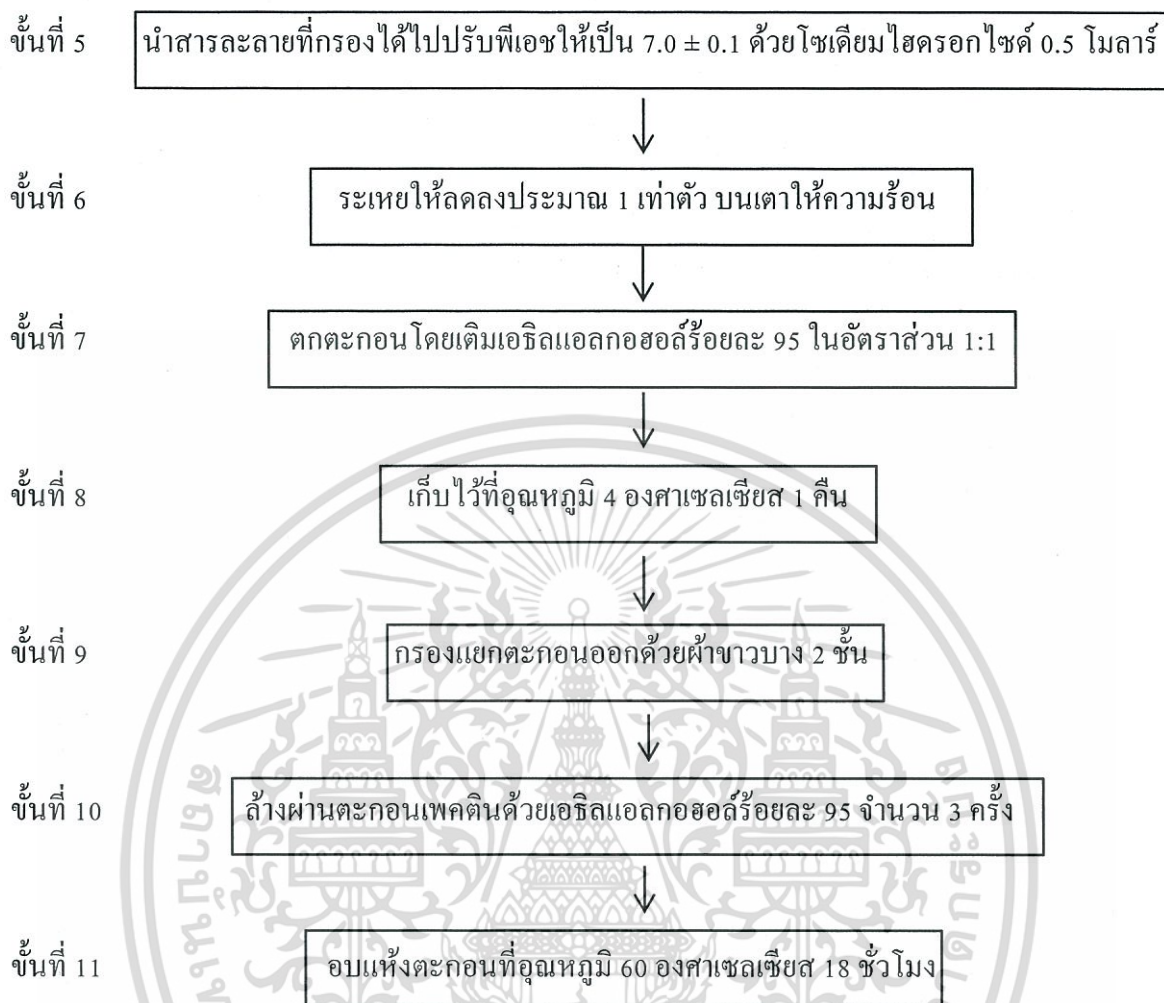 ขั้นที่ 5 นำสารละลายที่กรองได้ไปปรับพีเอชให้เป็น 7.0 ± 0.1 ด้วยโซเดียมไฮดรอกไซด์ 0.5 โมลาร์
ขั้นที่ 6 ระเหยให้ลดลงประมาณ 1 เท่าตัว บนเตาให้ความร้อน
ขั้นที่ 7 ตกตะกอนโดยเติมเอธิลแอลกอฮอล์ร้อยละ 95 ในอัตราส่วน 1:1
ขั้นที่ 8 เก็บไว้ที่อุณหภูมิ 4 องศาเซลเซียส 1 คืน
ขั้นที่ 9 กรองแยกตะกอนออกด้วยผ้าขาวบาง 2 ชั้น
ขั้นที่ 10 ล้างผ่านตะกอนเพคตินด้วยเอธิลแอลกอฮอล์ร้อยละ 95 จำนวน 3 ครั้ง
ขั้นที่ 11 อบแห้งตะกอนที่อุณหภูมิ 60 องศาเซลเซียส 18 ชั่วโมง